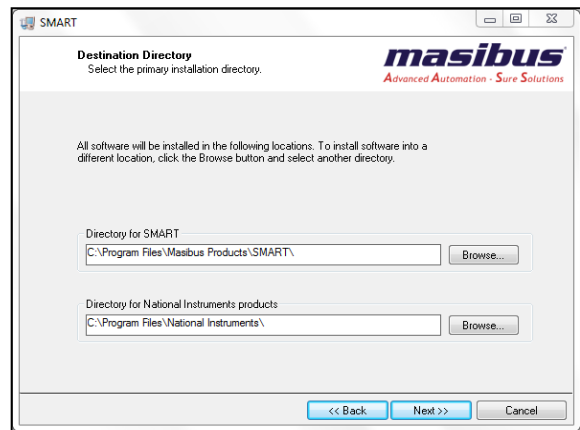 SMART
Destination Directory
Select the primary installation directory.
masibus
Advanced Automation - Sure Solutions
All software will be installed in the following locations. To install software into a
different location, click the Browse button and select another directory.
Directory for SMART
C:\Program Files\Masibus Products\SMART\
Browse...
Directory for National Instruments products
C:\Program Files\National Instruments\
Browse...
<< Back
Next >>
Cancel